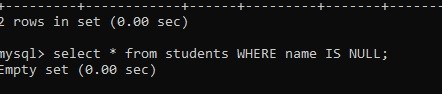 +---------+------------+------+---------+-------+------
2 rows in set (0.00 sec)
mysql> select * from students WHERE name IS NULL;
Empty set (0.00 sec)